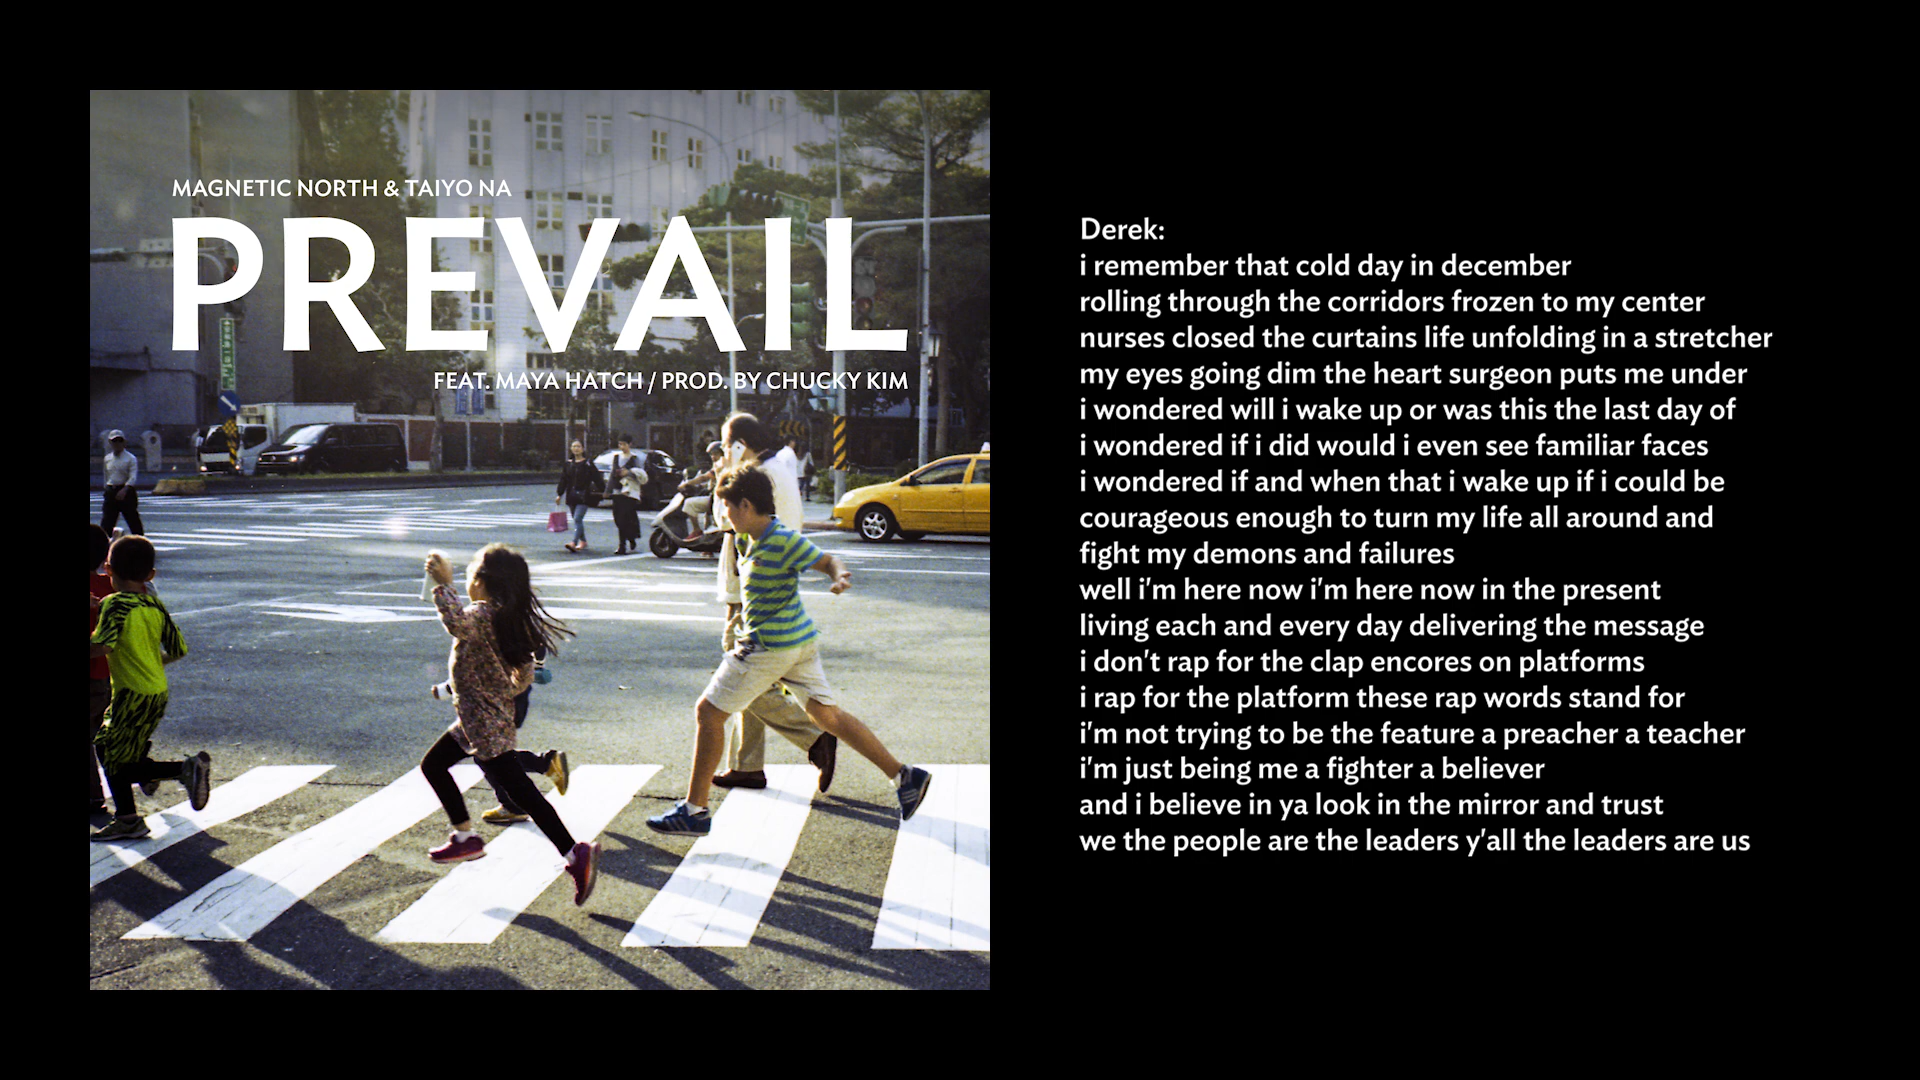 MAGNETIC NORTH & TAIYO NA
PREVAIL
FEAT. MAYA HATCH / PROD. BY CHUCKY KIM
Derek:
i remember that cold day in december
rolling through the corridors frozen to my center
nurses closed the curtains life unfolding in a stretcher
my eyes going dim the heart surgeon puts me under
i wondered will i wake up or was this the last day of
i wondered if i did would i even see familiar faces
i wondered if and when that i wake up if i could be
courageous enough to turn my life all around and
fight my demons and failures
well i'm here now i'm here now in the present
living each and every day delivering the message
i don't rap for the clap encores on platforms
i rap for the platform these rap words stand for
i'm not trying to be the feature a preacher a teacher
i'm just being me a fighter a believer
and i believe in ya look in the mirror and trust
we the people are the leaders y'all the leaders are us